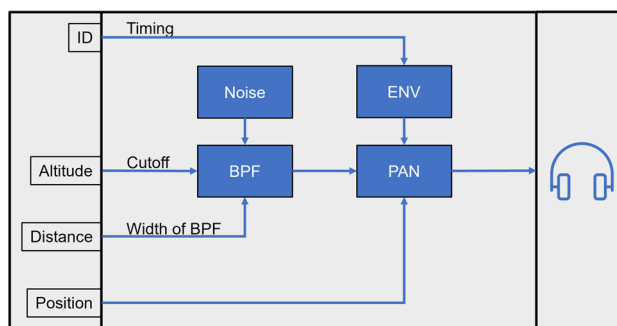 ID
Timing
Noise
ENV
Altitude
Cutoff
BPF
PAN
Distance
Width of BPF
Position